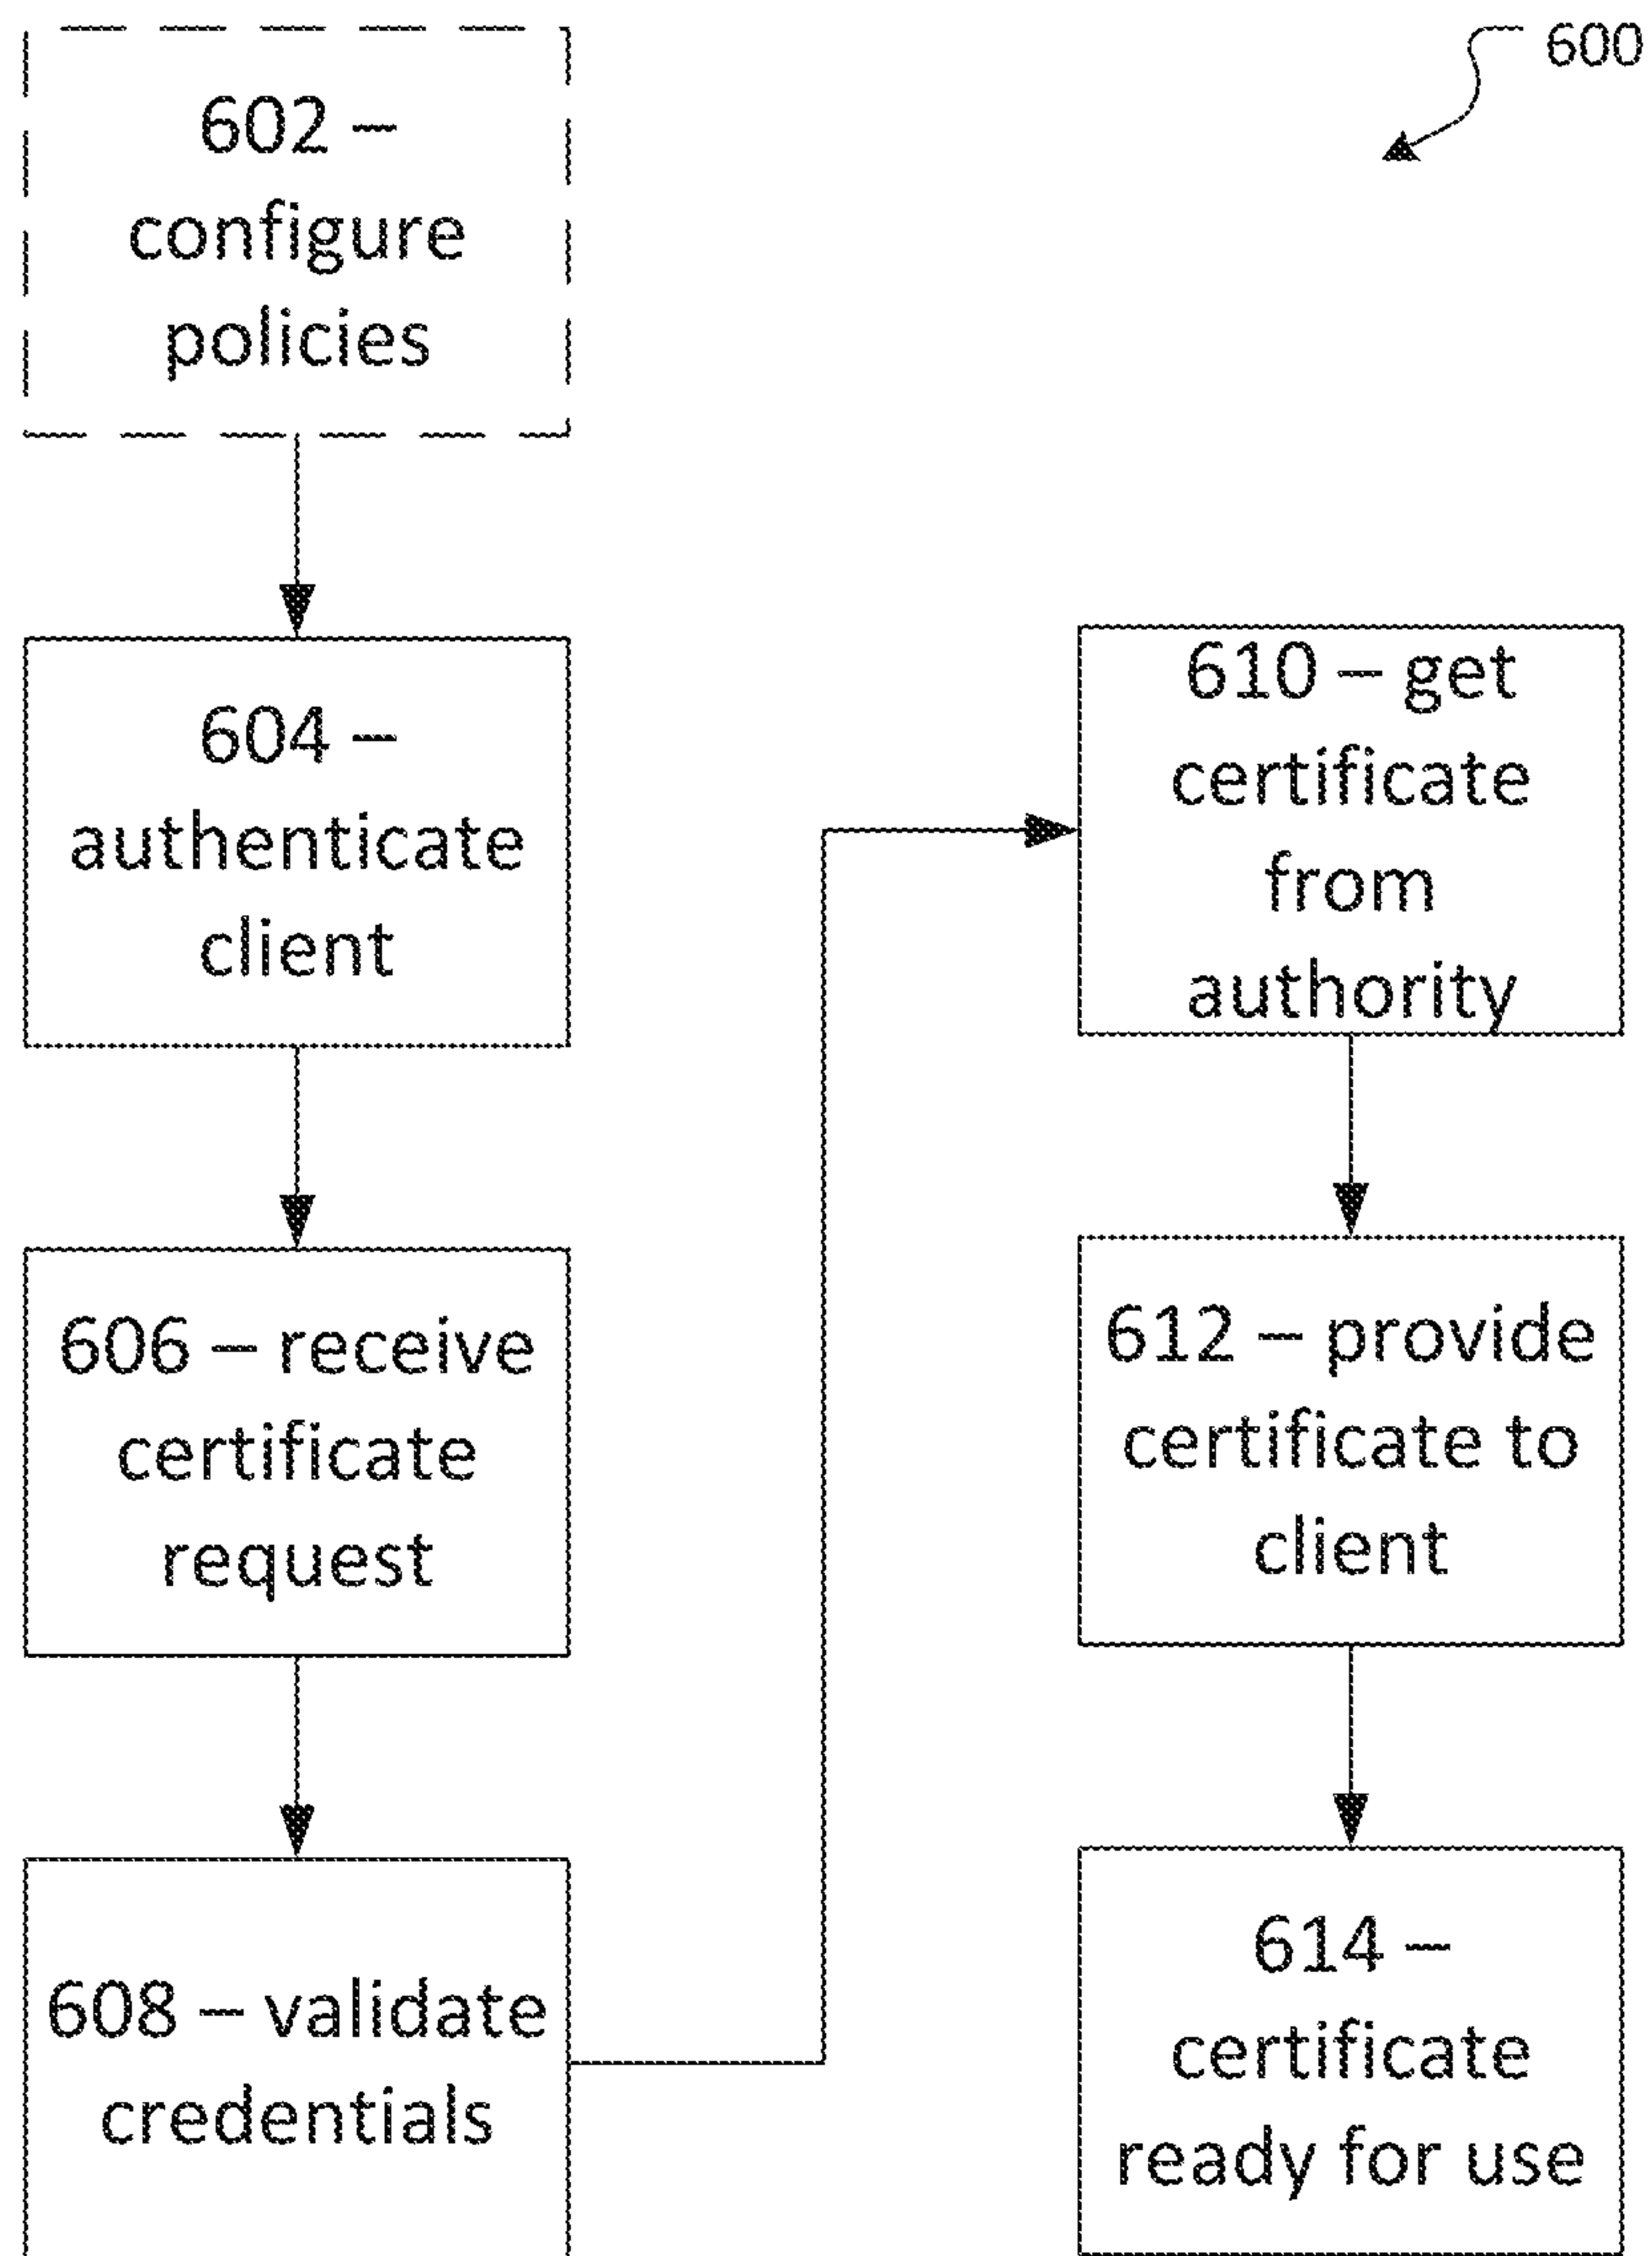 600
602 –
configure
policies
604 –
authenticate
client
606 – receive
certificate
request
608 – validate
credentials
610 – get
certificate
from
authority
612 – provide
certificate to
client
614 –
certificate
ready for use